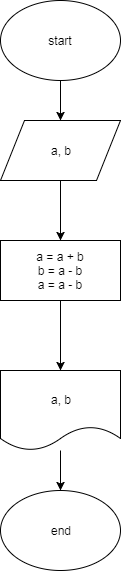 start
a, b
a = a + b
b = a - b
a = a - b
a, b
end